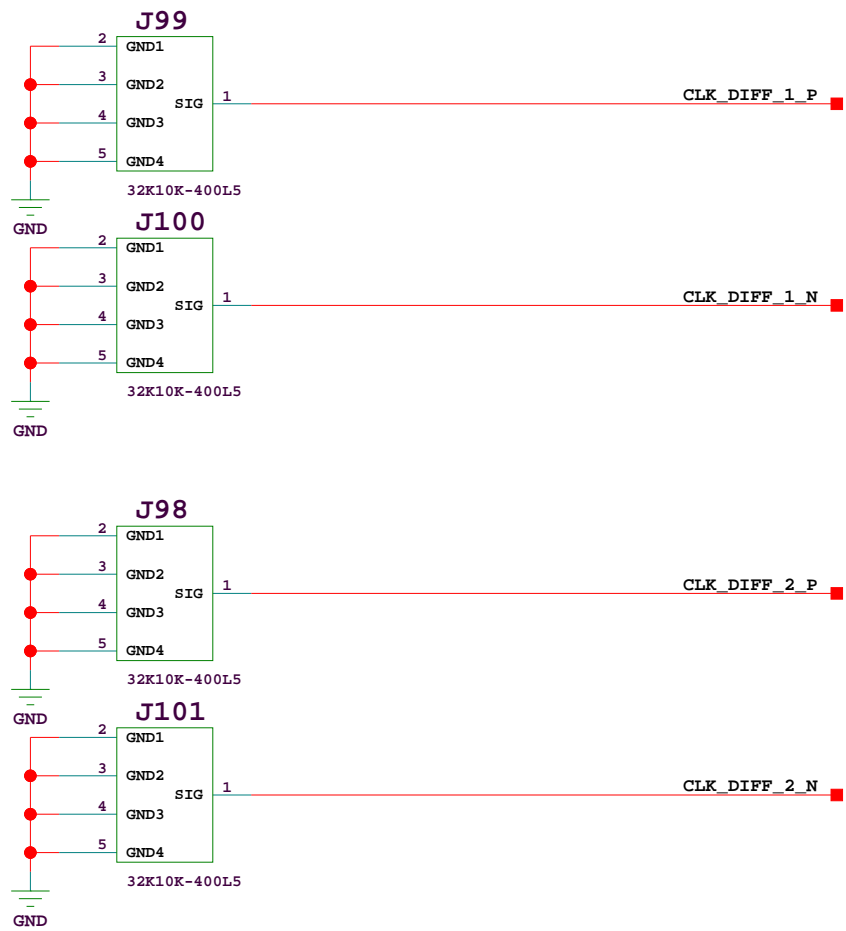 J99
2 GND1
3 GND2
SIG 1 CLK_DIFF_1_P
4 GND3
5 GND4
32K10K-400L5
GND
J100
2 GND1
3 GND2
SIG 1 CLK_DIFF_1_N
4 GND3
5 GND4
32K10K-400L5
GND
J98
2 GND1
3 GND2
SIG 1 CLK_DIFF_2_P
4 GND3
5 GND4
32K10K-400L5
GND
J101
2 GND1
3 GND2
SIG 1 CLK_DIFF_2_N
4 GND3
5 GND4
32K10K-400L5
GND